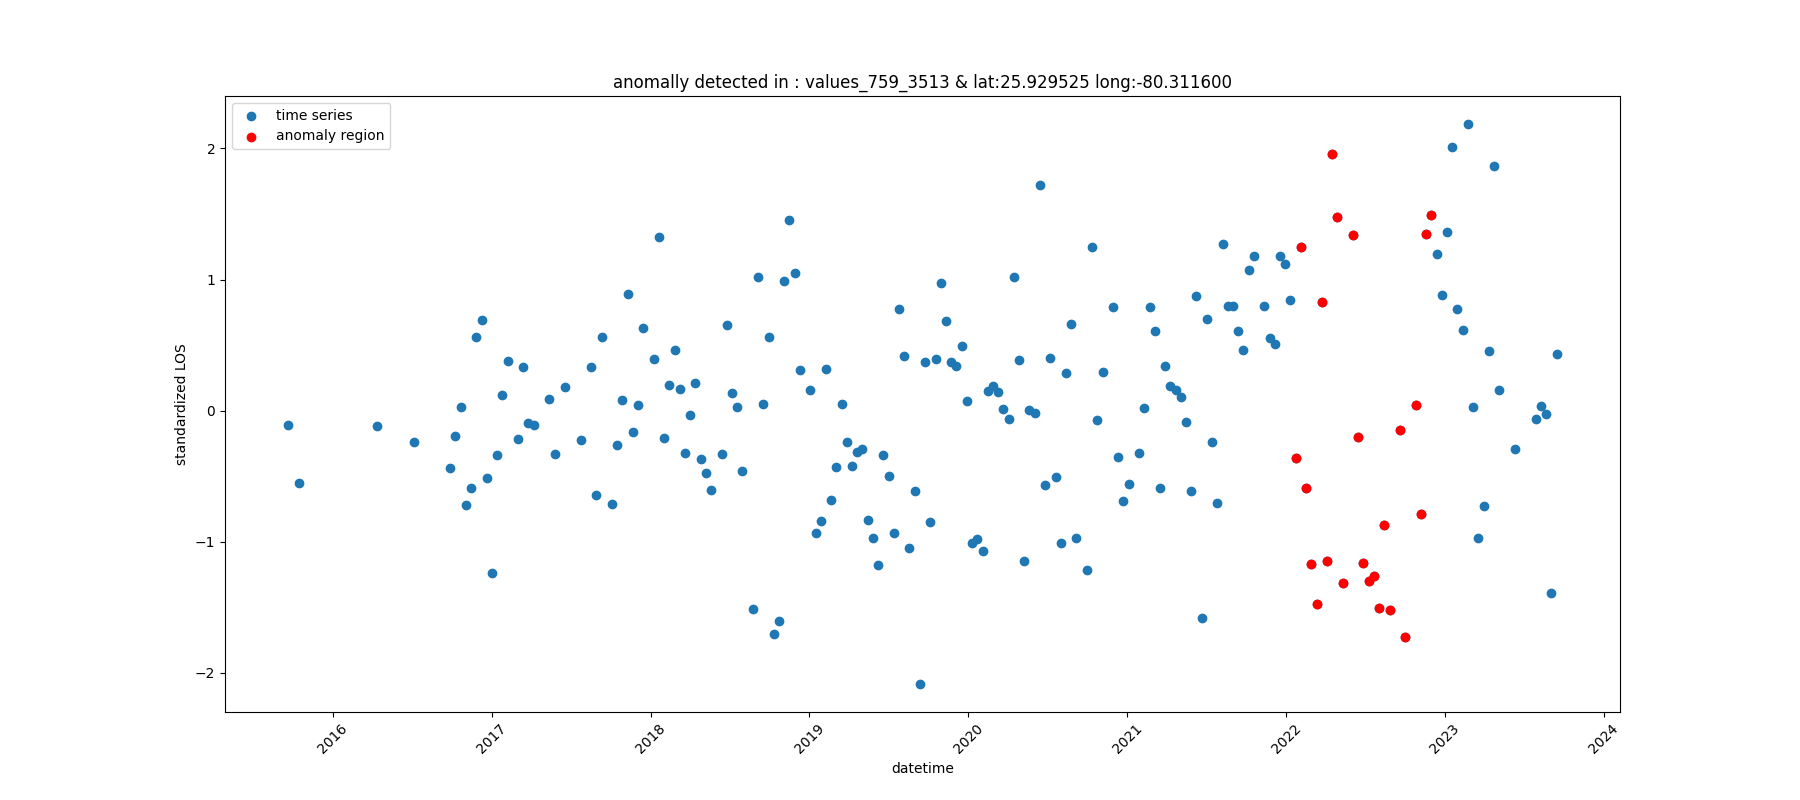 anomally detected in : values_759_3513 & lat:25.929525 long:-80.311600
time series
anomaly region
2
1
0
−1
−2
standardized LOS
2016 2017 2018 2019 2020 2021 2022 2023 2024
datetime